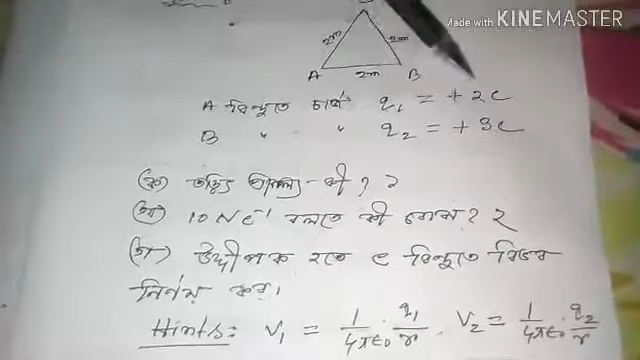 Made with KINEMASTER
2m
2m
A 2m B
A বিন্দুতে চার্জ q₁ = +2C
B " " q₂ = +3C
(ক) তড়িৎ কী? ২
(খ) 10 NC⁻¹ বলতে কী বোঝ? ২
(গ) উদ্দীপক হতে C বিন্দুতে বিভব
নির্ণয় কর।
Hints: V₁ = 1/4πϵ₀ · q₁/r, V₂ = 1/4πϵ₀ · q₂/r